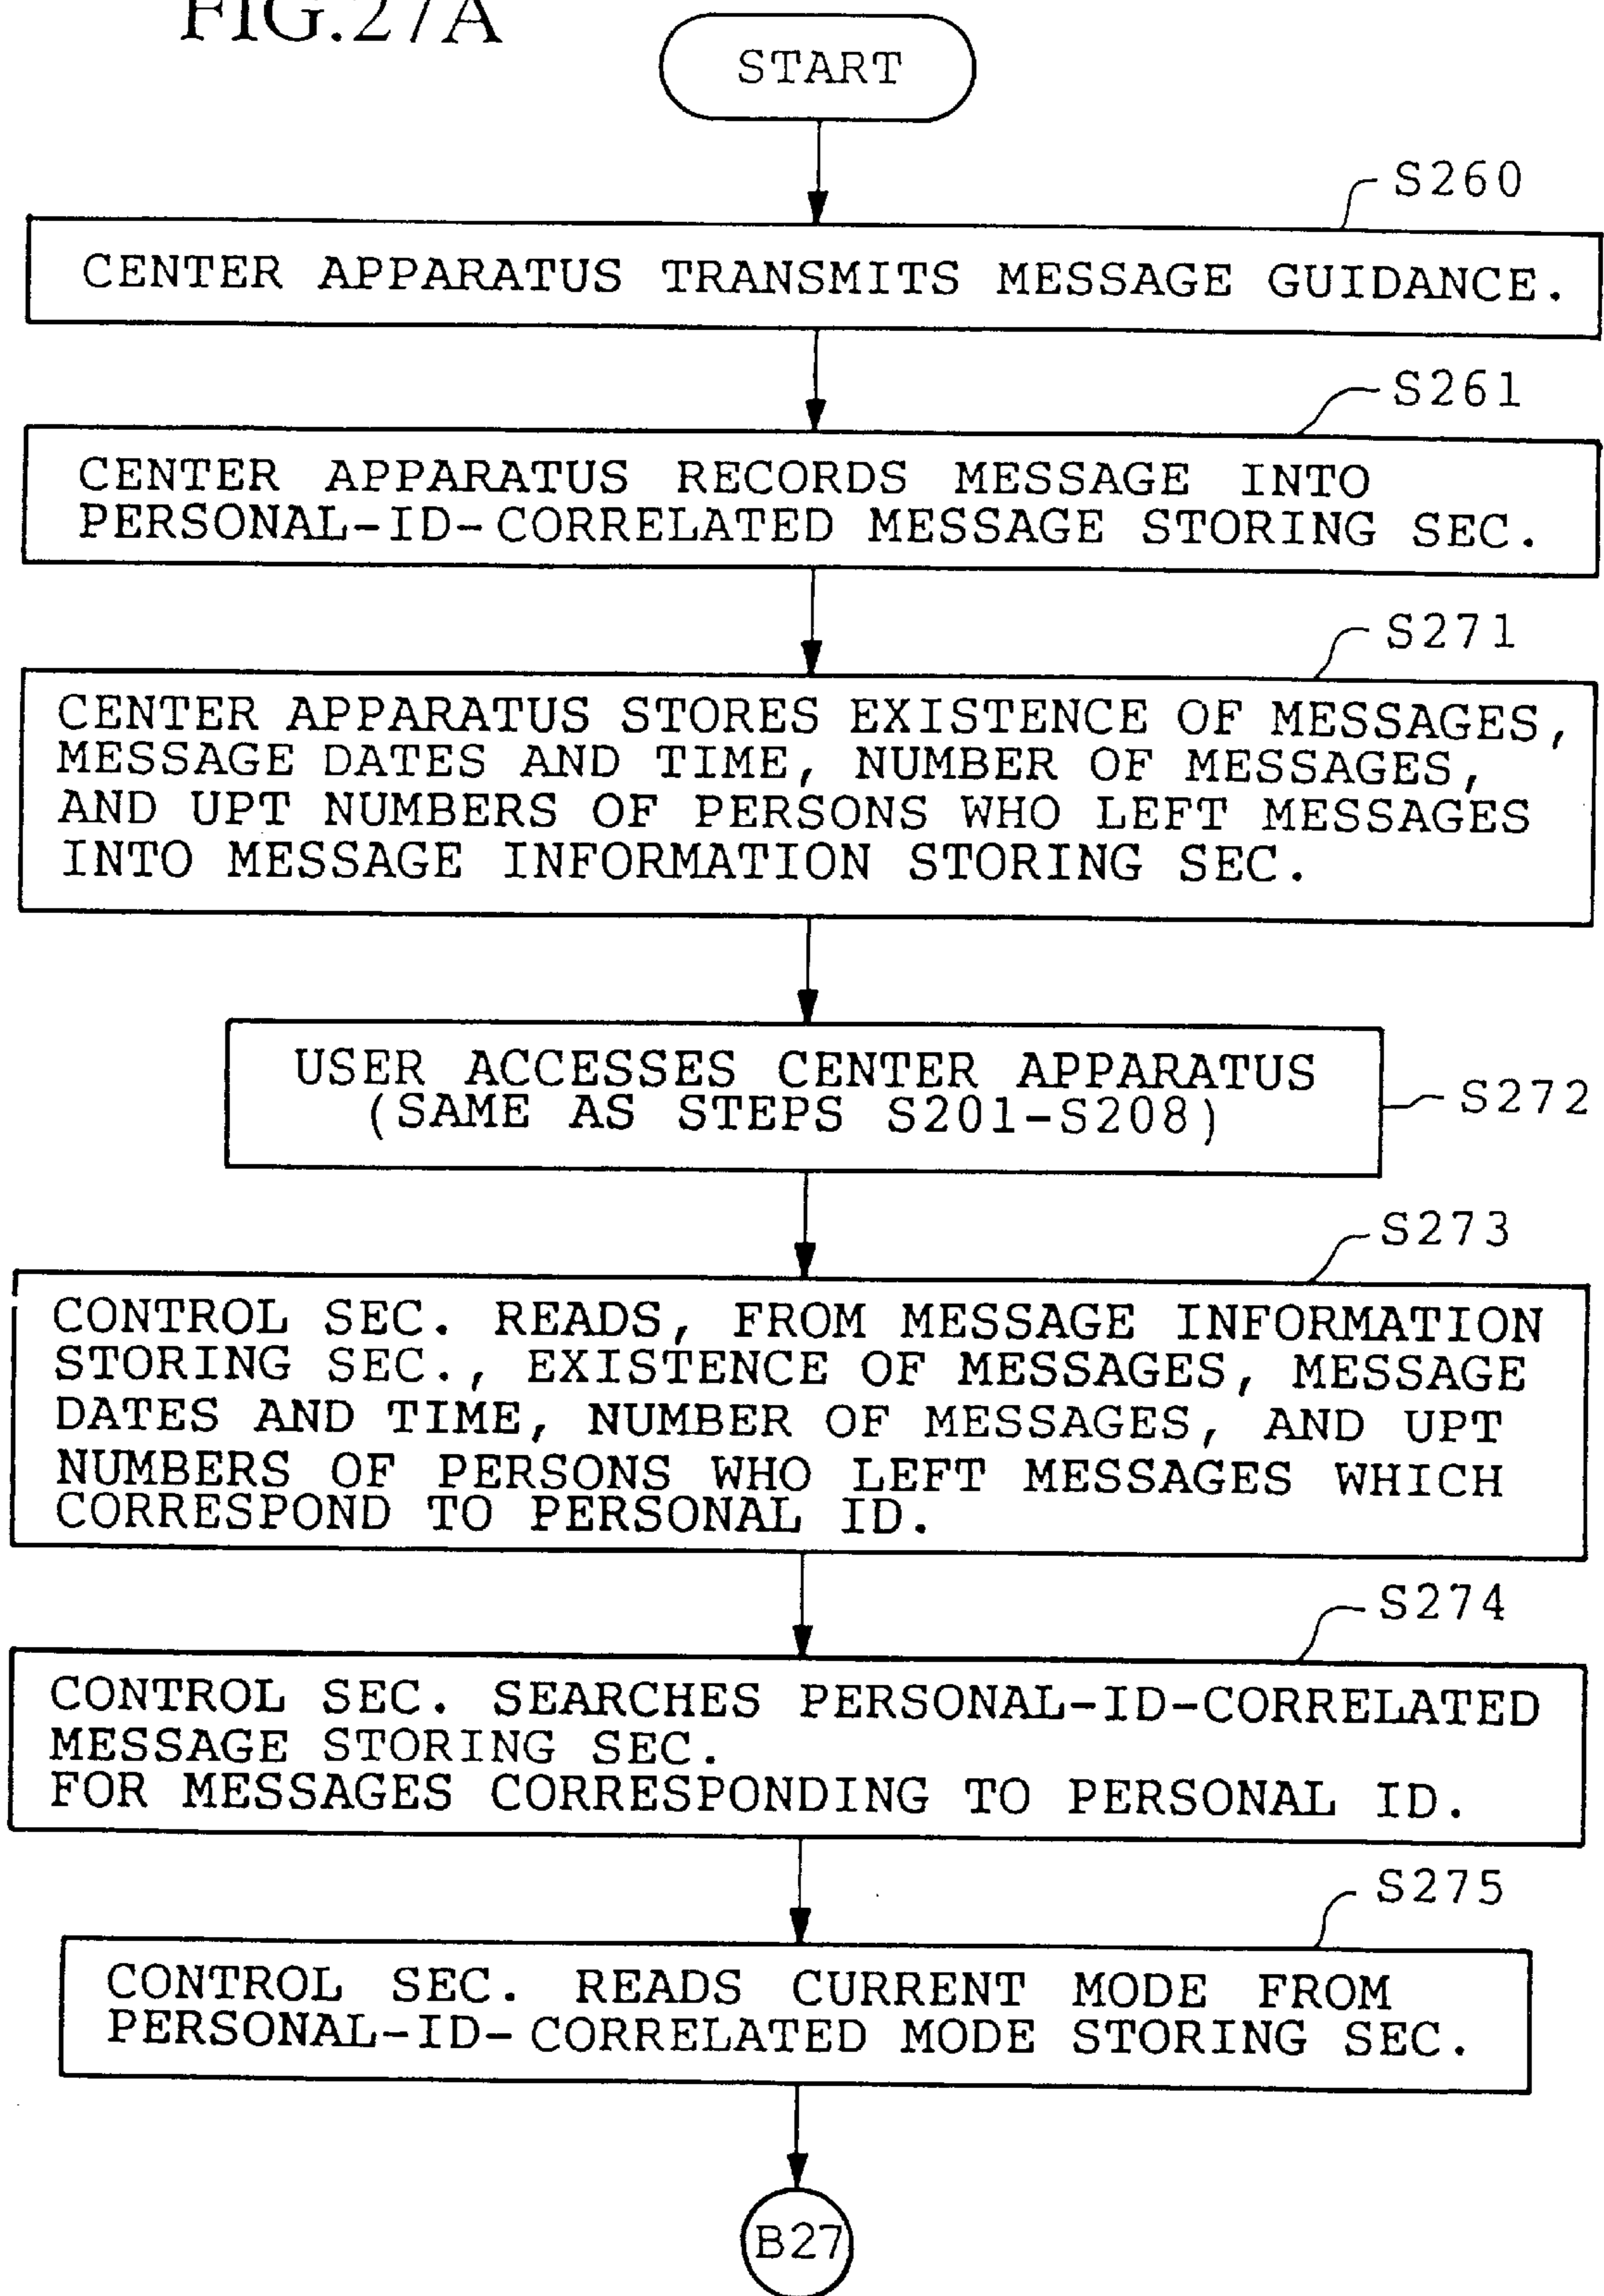 FIG.27A
START
S260
CENTER APPARATUS TRANSMITS MESSAGE GUIDANCE.
S261
CENTER APPARATUS RECORDS MESSAGE INTO
PERSONAL-ID-CORRELATED MESSAGE STORING SEC.
S271
CENTER APPARATUS STORES EXISTENCE OF MESSAGES,
MESSAGE DATES AND TIME, NUMBER OF MESSAGES,
AND UPT NUMBERS OF PERSONS WHO LEFT MESSAGES
INTO MESSAGE INFORMATION STORING SEC.
USER ACCESSES CENTER APPARATUS
(SAME AS STEPS S201-S208)
S272
S273
CONTROL SEC. READS, FROM MESSAGE INFORMATION
STORING SEC., EXISTENCE OF MESSAGES, MESSAGE
DATES AND TIME, NUMBER OF MESSAGES, AND UPT
NUMBERS OF PERSONS WHO LEFT MESSAGES WHICH
CORRESPOND TO PERSONAL ID.
S274
CONTROL SEC. SEARCHES PERSONAL-ID-CORRELATED
MESSAGE STORING SEC.
FOR MESSAGES CORRESPONDING TO PERSONAL ID.
S275
CONTROL SEC. READS CURRENT MODE FROM
PERSONAL-ID-CORRELATED MODE STORING SEC.
B27